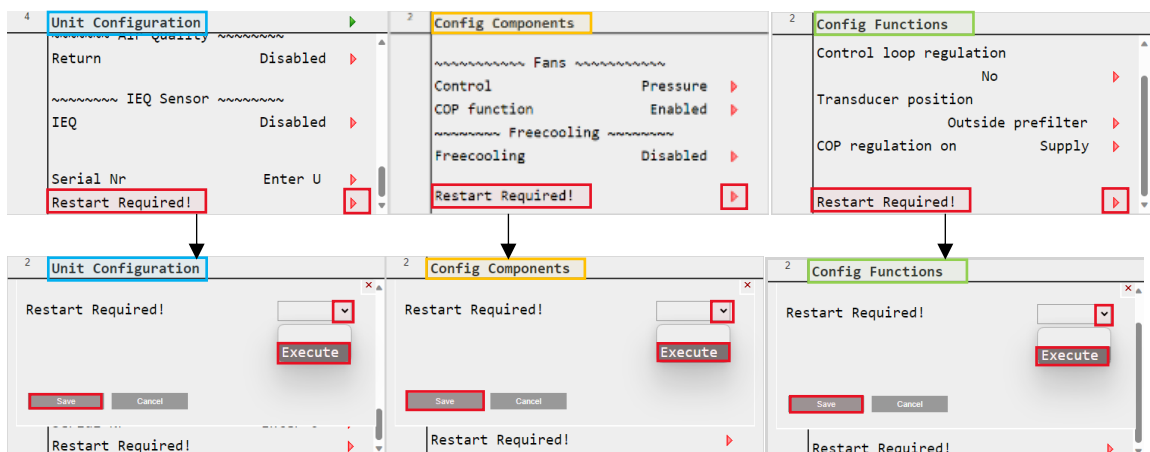 4 Unit Configuration
~~~~~~~ Air Quality ~~~~~~~~
Return Disabled
~~~~~~~~ IEQ Sensor ~~~~~~~~
IEQ Disabled
Serial Nr Enter U
Restart Required!
2 Config Components
~~~~~~~~~~~ Fans ~~~~~~~~~~~
Control Pressure
COP function Enabled
~~~~~~~~ Freecooling ~~~~~~~~
Freecooling Disabled
Restart Required!
2 Config Functions
Control loop regulation
No
Transducer position
Outside prefilter
COP regulation on Supply
Restart Required!
2 Unit Configuration
Restart Required!
Execute
Save Cancel
Restart Required!
2 Config Components
Restart Required!
Execute
Save Cancel
Restart Required!
2 Config Functions
Restart Required!
Execute
Save Cancel
Restart Required!